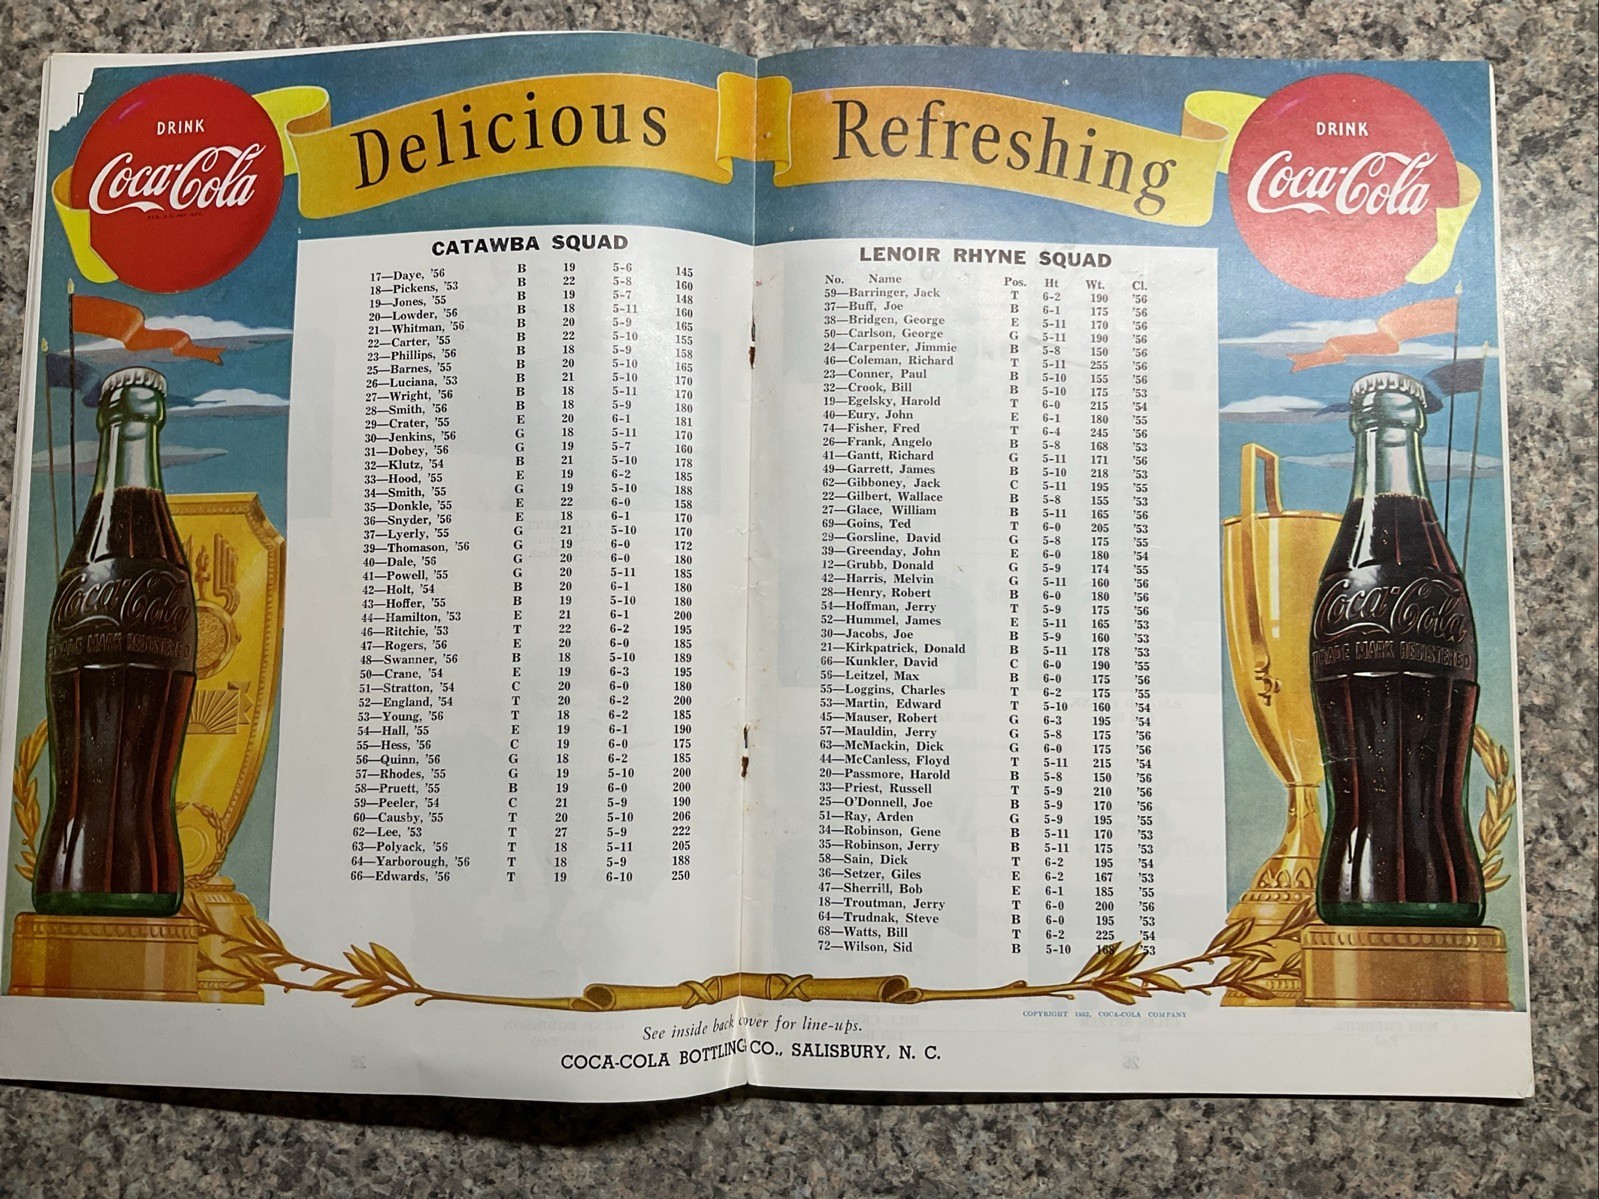 DRINK
Coca-Cola
REG. U.S. PAT. OFF.
Delicious
Refreshing
DRINK
Coca-Cola
CATAWBA SQUAD
17—Daye, '56 B 19 5-6 145
18—Pickens, '53 B 22 5-8 160
19—Jones, '55 B 19 5-7 148
20—Lowder, '56 B 18 5-11 160
21—Whitman, '56 B 20 5-9 165
22—Carter, '55 B 22 5-10 155
23—Phillips, '56 B 18 5-9 158
25—Barnes, '55 B 20 5-10 165
26—Luciana, '53 B 21 5-10 170
27—Wright, '56 B 18 5-11 170
28—Smith, '56 B 18 5-9 180
29—Crater, '55 E 20 6-1 181
30—Jenkins, '56 G 18 5-11 170
31—Dobey, '56 G 19 5-7 160
32—Klutz, '54 B 21 5-10 178
33—Hood, '55 E 19 6-2 185
34—Smith, '55 G 19 5-10 188
35—Donkle, '55 E 22 6-0 158
36—Snyder, '56 E 18 6-1 170
37—Lyerly, '55 G 21 5-10 170
39—Thomason, '56 G 19 6-0 172
40—Dale, '56 G 20 6-0 180
41—Powell, '55 G 20 5-11 185
42—Holt, '54 B 20 6-1 180
43—Hoffer, '55 B 19 5-10 180
44—Hamilton, '53 E 21 6-1 200
46—Ritchie, '53 T 22 6-2 195
47—Rogers, '56 E 20 6-0 185
48—Swanner, '56 B 18 5-10 189
50—Crane, '54 E 19 6-3 195
51—Stratton, '54 C 20 6-0 180
52—England, '54 T 20 6-2 200
53—Young, '56 T 18 6-2 185
54—Hall, '55 E 19 6-1 190
55—Hess, '56 C 19 6-0 175
56—Quinn, '56 G 18 6-2 185
57—Rhodes, '55 G 19 5-10 200
58—Pruett, '55 B 19 6-0 200
59—Peeler, '54 C 21 5-9 190
60—Causby, '55 T 20 5-10 206
62—Lee, '53 T 27 5-9 222
63—Polyack, '56 T 18 5-11 205
64—Yarborough, '56 T 18 5-9 188
66—Edwards, '56 T 19 6-10 250
LENOIR RHYNE SQUAD
No. Name Pos. Ht Wt. Cl.
59—Barringer, Jack T 6-2 190 '56
37—Buff, Joe B 6-1 175 '56
38—Bridgen, George E 5-11 170 '56
50—Carlson, George G 5-11 190 '56
24—Carpenter, Jimmie B 5-8 150 '56
46—Coleman, Richard T 5-11 255 '56
23—Conner, Paul B 5-10 155 '56
32—Crook, Bill B 5-10 175 '53
19—Egelsky, Harold T 6-0 215 '54
40—Eury, John E 6-1 180 '55
74—Fisher, Fred T 6-4 245 '56
26—Frank, Angelo B 5-8 168 '53
41—Gantt, Richard G 5-11 171 '56
49—Garrett, James B 5-10 218 '53
62—Gibboney, Jack C 5-11 195 '55
22—Gilbert, Wallace B 5-8 155 '53
27—Glace, William B 5-11 165 '56
69—Goins, Ted T 6-0 205 '53
29—Gorsline, David G 5-8 175 '55
39—Greenday, John E 6-0 180 '54
12—Grubb, Donald G 5-9 174 '55
42—Harris, Melvin G 5-11 160 '56
28—Henry, Robert B 6-0 180 '56
54—Hoffman, Jerry T 5-9 175 '56
52—Hummel, James E 5-11 165 '53
30—Jacobs, Joe B 5-9 160 '53
21—Kirkpatrick, Donald B 5-11 178 '53
66—Kunkler, David C 6-0 190 '55
56—Leitzel, Max B 6-0 175 '56
55—Loggins, Charles T 6-2 175 '55
53—Martin, Edward T 5-10 160 '54
45—Mauser, Robert G 6-3 195 '54
57—Mauldin, Jerry G 5-8 175 '56
63—McMackin, Dick G 6-0 175 '56
44—McCanless, Floyd T 5-11 215 '54
20—Passmore, Harold B 5-8 150 '56
33—Priest, Russell T 5-9 210 '56
25—O'Donnell, Joe B 5-9 170 '56
51—Ray, Arden G 5-9 195 '55
34—Robinson, Gene B 5-11 170 '53
35—Robinson, Jerry B 5-11 175 '53
58—Sain, Dick T 6-2 195 '54
36—Setzer, Giles E 6-2 167 '53
47—Sherrill, Bob E 6-1 185 '55
18—Troutman, Jerry T 6-0 200 '56
64—Trudnak, Steve B 6-0 195 '53
68—Watts, Bill T 6-2 225 '54
72—Wilson, Sid B 5-10 168 '53
Coca-Cola
TRADE MARK REGISTERED
Coca-Cola
TRADE MARK REGISTERED
COPYRIGHT 1953, COCA-COLA COMPANY
See inside back cover for line-ups.
COCA-COLA BOTTLING CO., SALISBURY, N. C.